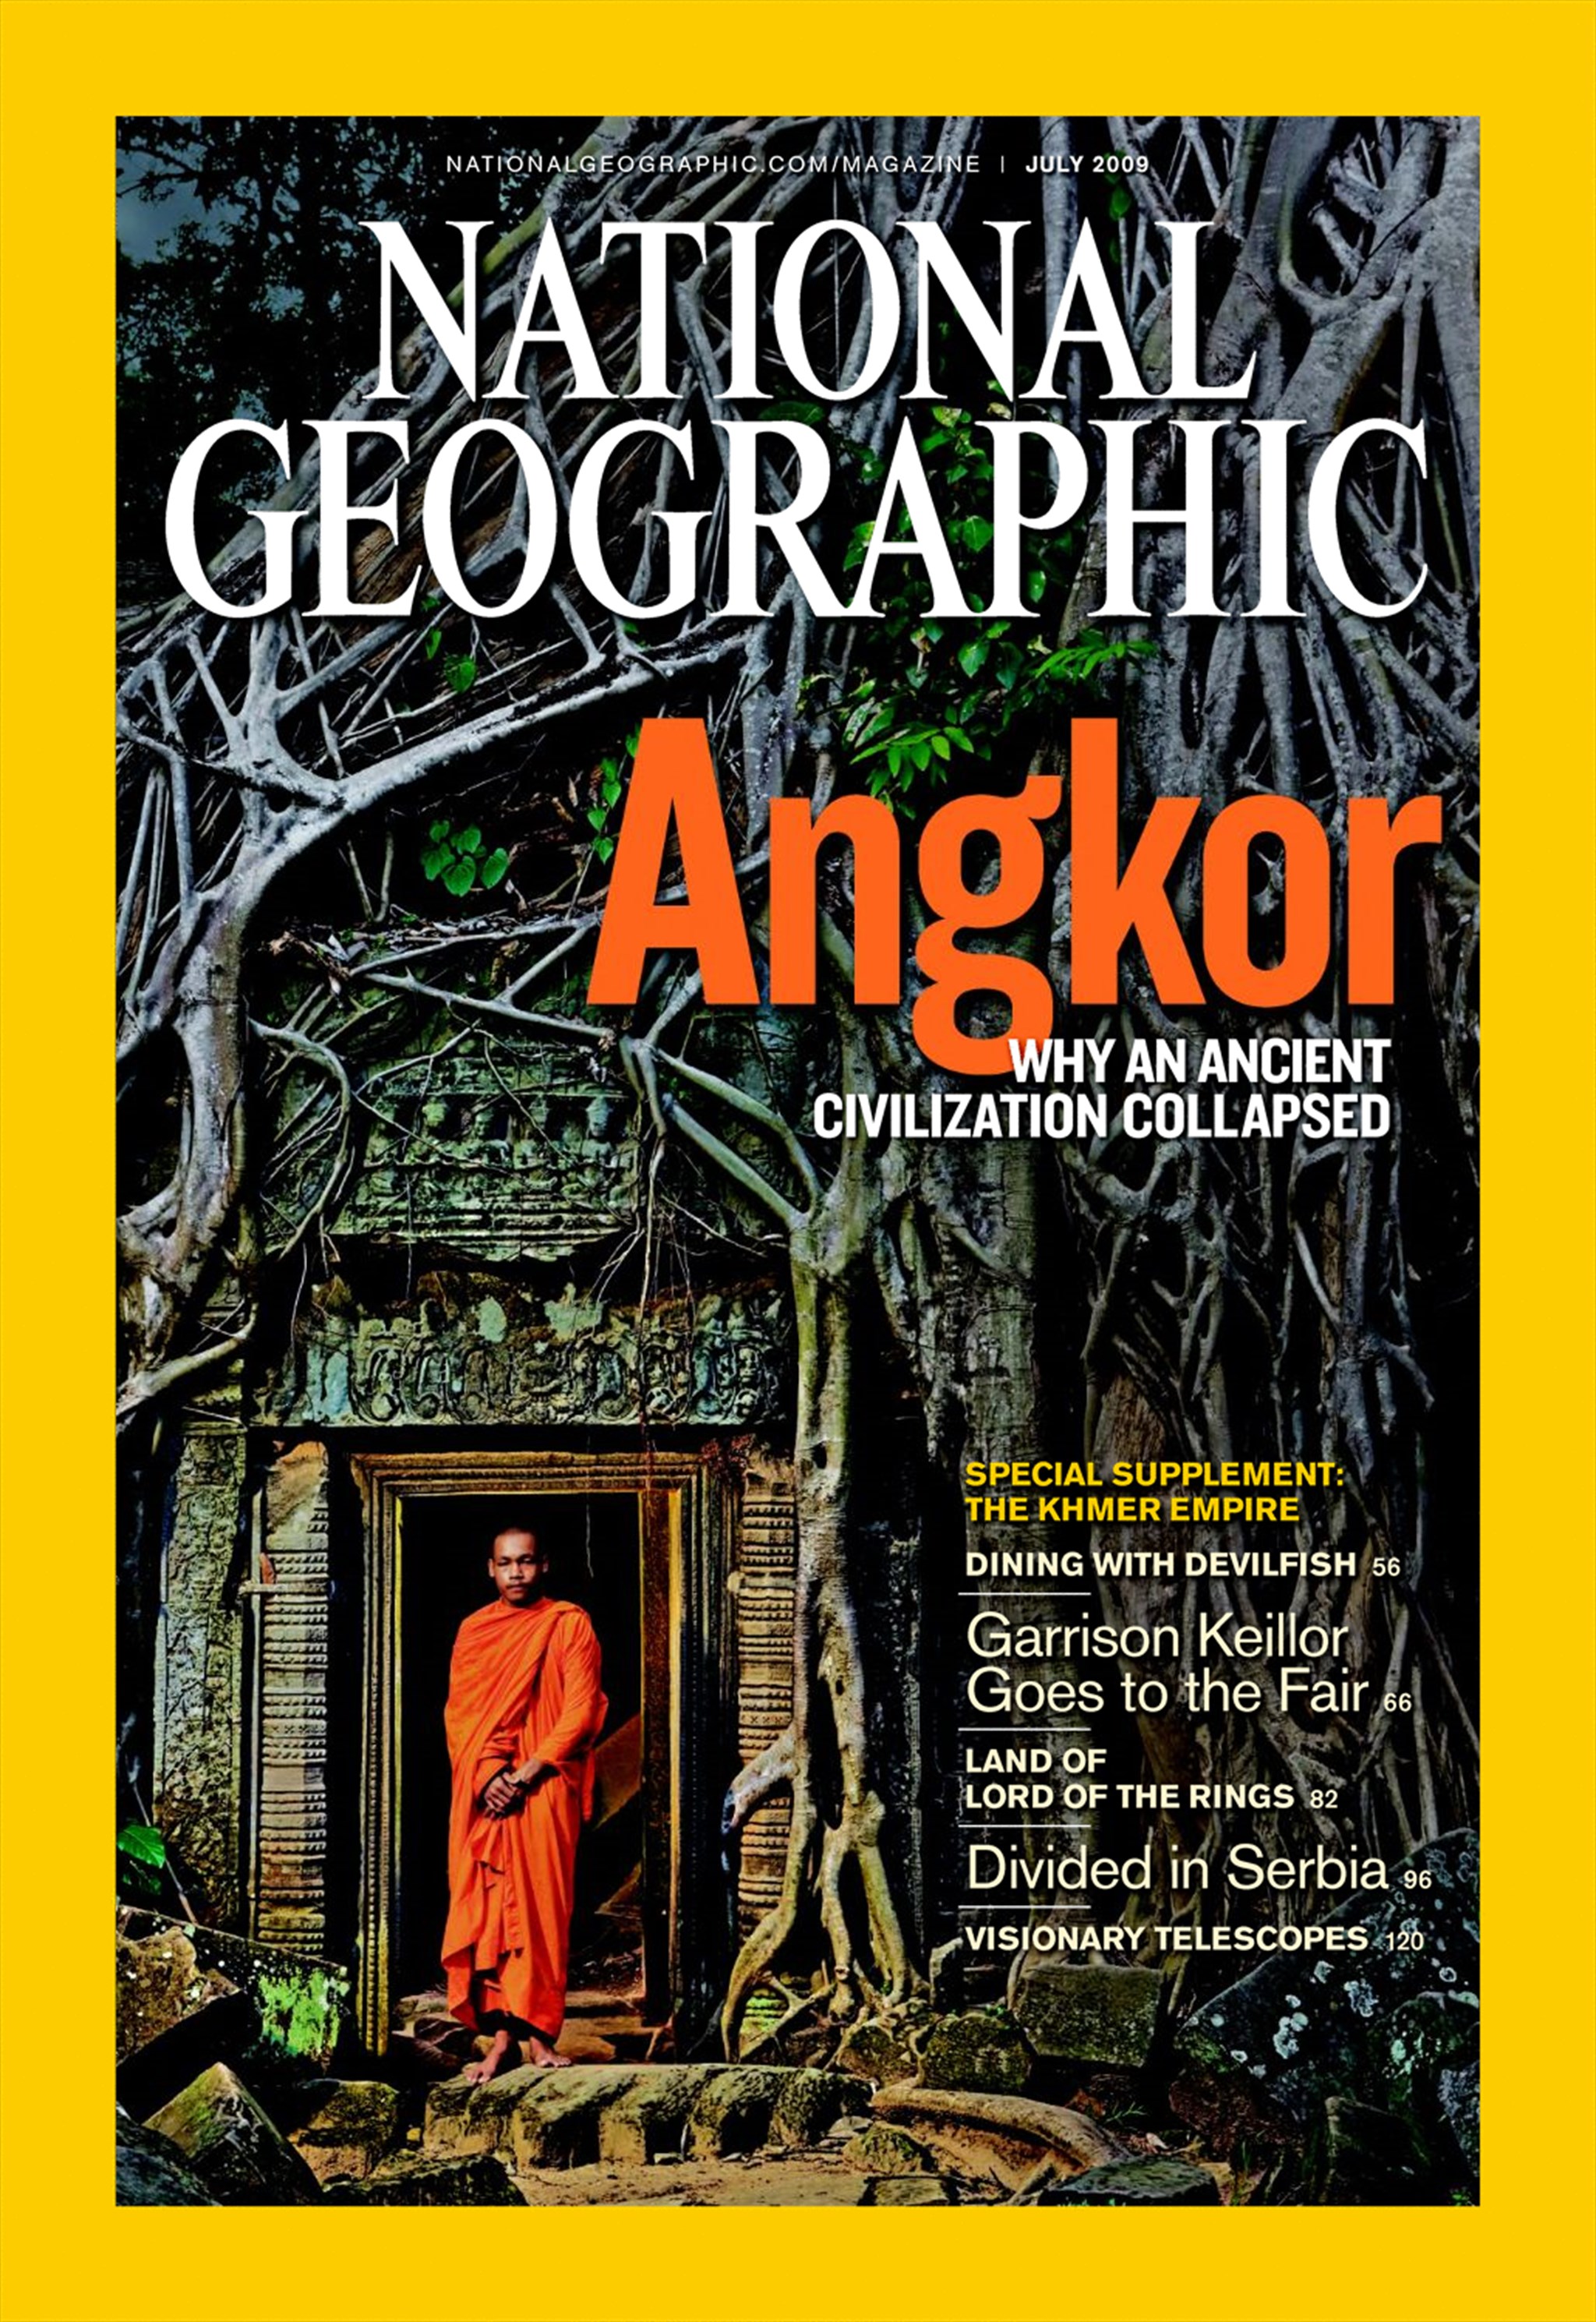 NATIONALGEOGRAPHIC.COM/MAGAZINE | JULY 2009
NATIONAL
GEOGRAPHIC
Angkor
WHY AN ANCIENT
CIVILIZATION COLLAPSED
SPECIAL SUPPLEMENT:
THE KHMER EMPIRE
DINING WITH DEVILFISH 56
Garrison Keillor
Goes to the Fair 66
LAND OF
LORD OF THE RINGS 82
Divided in Serbia 96
VISIONARY TELESCOPES 120